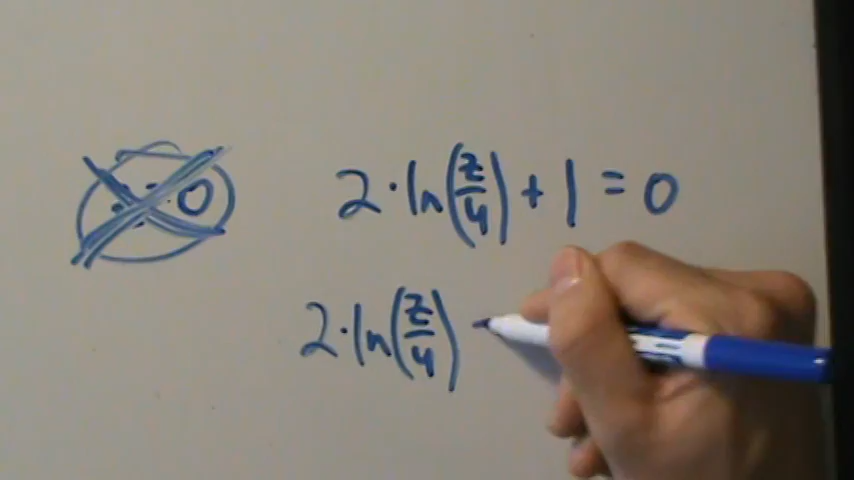 2·ln(z/4) + 1 = 0
2·ln(z/4)